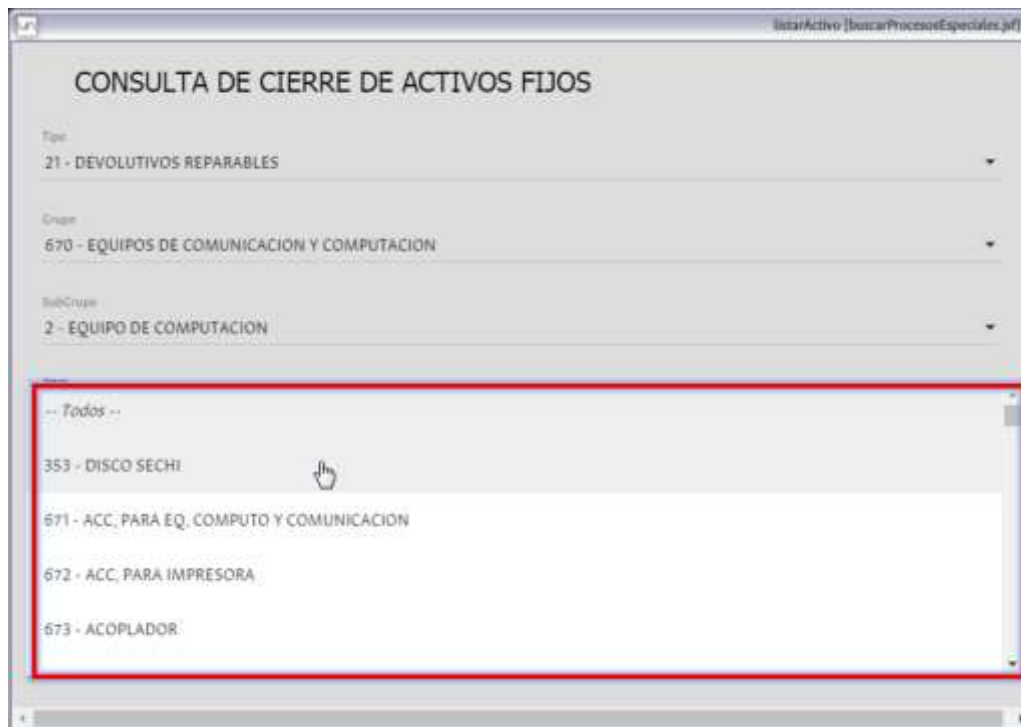 listarActivo [buscarProcesosEspeciales.jsf]
CONSULTA DE CIERRE DE ACTIVOS FIJOS
Tipo
21 - DEVOLUTIVOS REPARABLES
Grupo
670 - EQUIPOS DE COMUNICACION Y COMPUTACION
SubGrupo
2 - EQUIPO DE COMPUTACION
-- Todos --
353 - DISCO SECHI
671 - ACC, PARA EQ, COMPUTO Y COMUNICACION
672 - ACC, PARA IMPRESORA
673 - ACOPLADOR